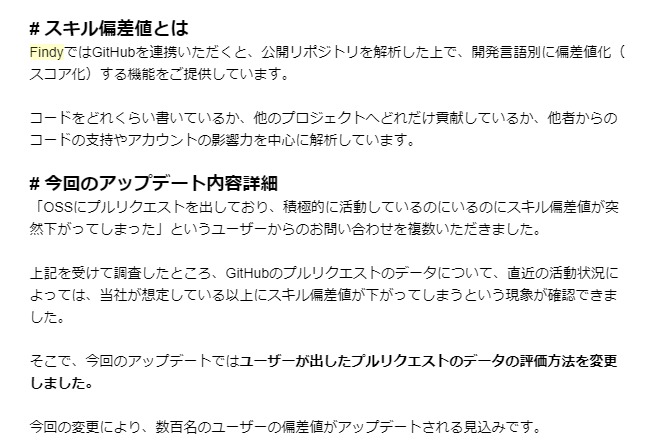 # スキル偏差値とは
FindyではGitHubを連携いただくと、公開リポジトリを解析した上で、開発言語別に偏差値化（
スコア化）する機能をご提供しています。
コードをどれくらい書いているか、他のプロジェクトへどれだけ貢献しているか、他者からの
コードの支持やアカウントの影響力を中心に解析しています。
# 今回のアップデート内容詳細
「OSSにプルリクエストを出しており、積極的に活動しているのにいるのにスキル偏差値が突
然下がってしまった」というユーザーからのお問い合わせを複数いただきました。
上記を受けて調査したところ、GitHubのプルリクエストのデータについて、直近の活動状況に
よっては、当社が想定している以上にスキル偏差値が下がってしまうという現象が確認できま
した。
そこで、今回のアップデートではユーザーが出したプルリクエストのデータの評価方法を変更
しました。
今回の変更により、数百名のユーザーの偏差値がアップデートされる見込みです。